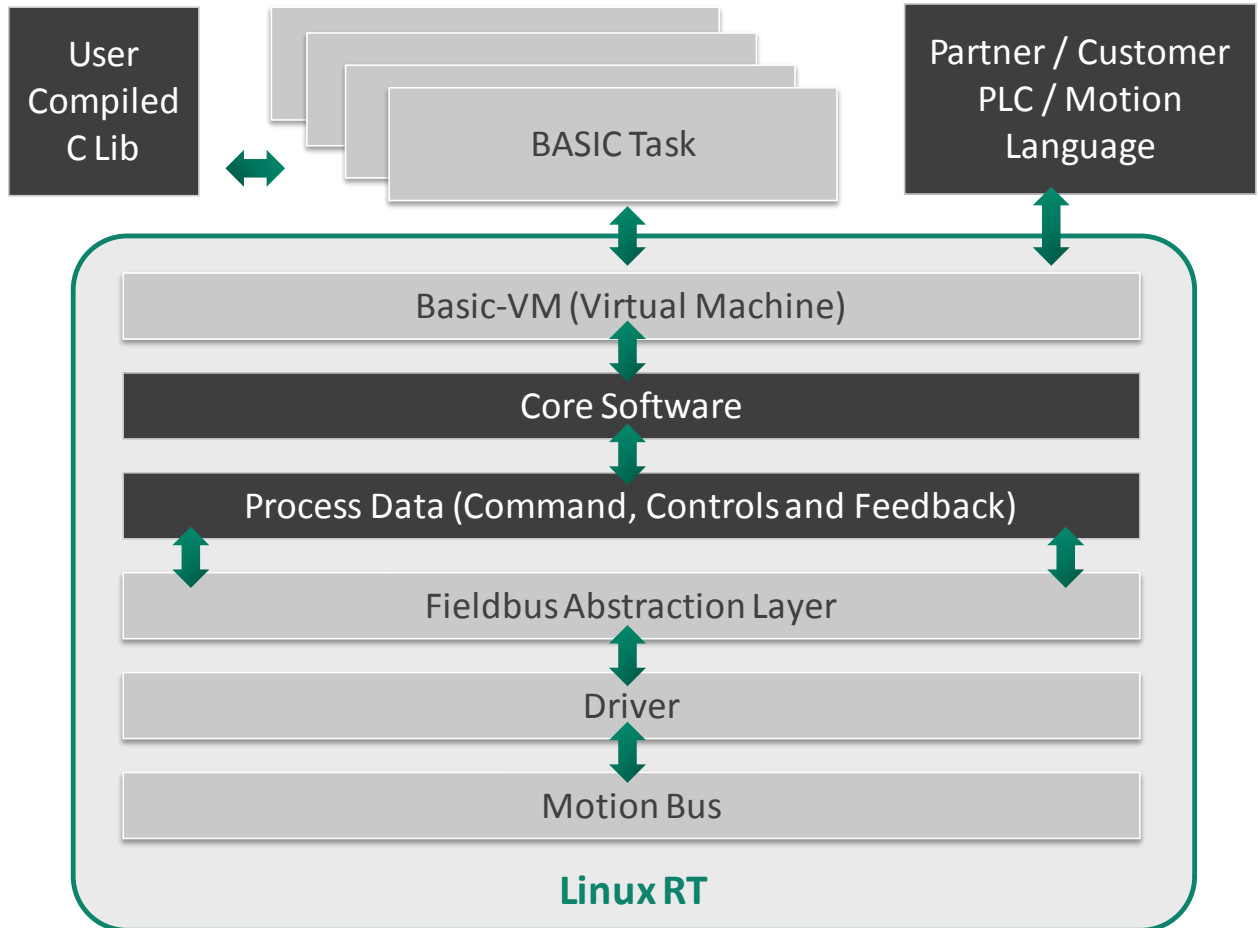 User
Compiled
C Lib
BASIC Task
Partner / Customer
PLC / Motion
Language
Basic-VM (Virtual Machine)
Core Software
Process Data (Command, Controls and Feedback)
Fieldbus Abstraction Layer
Driver
Motion Bus
Linux RT